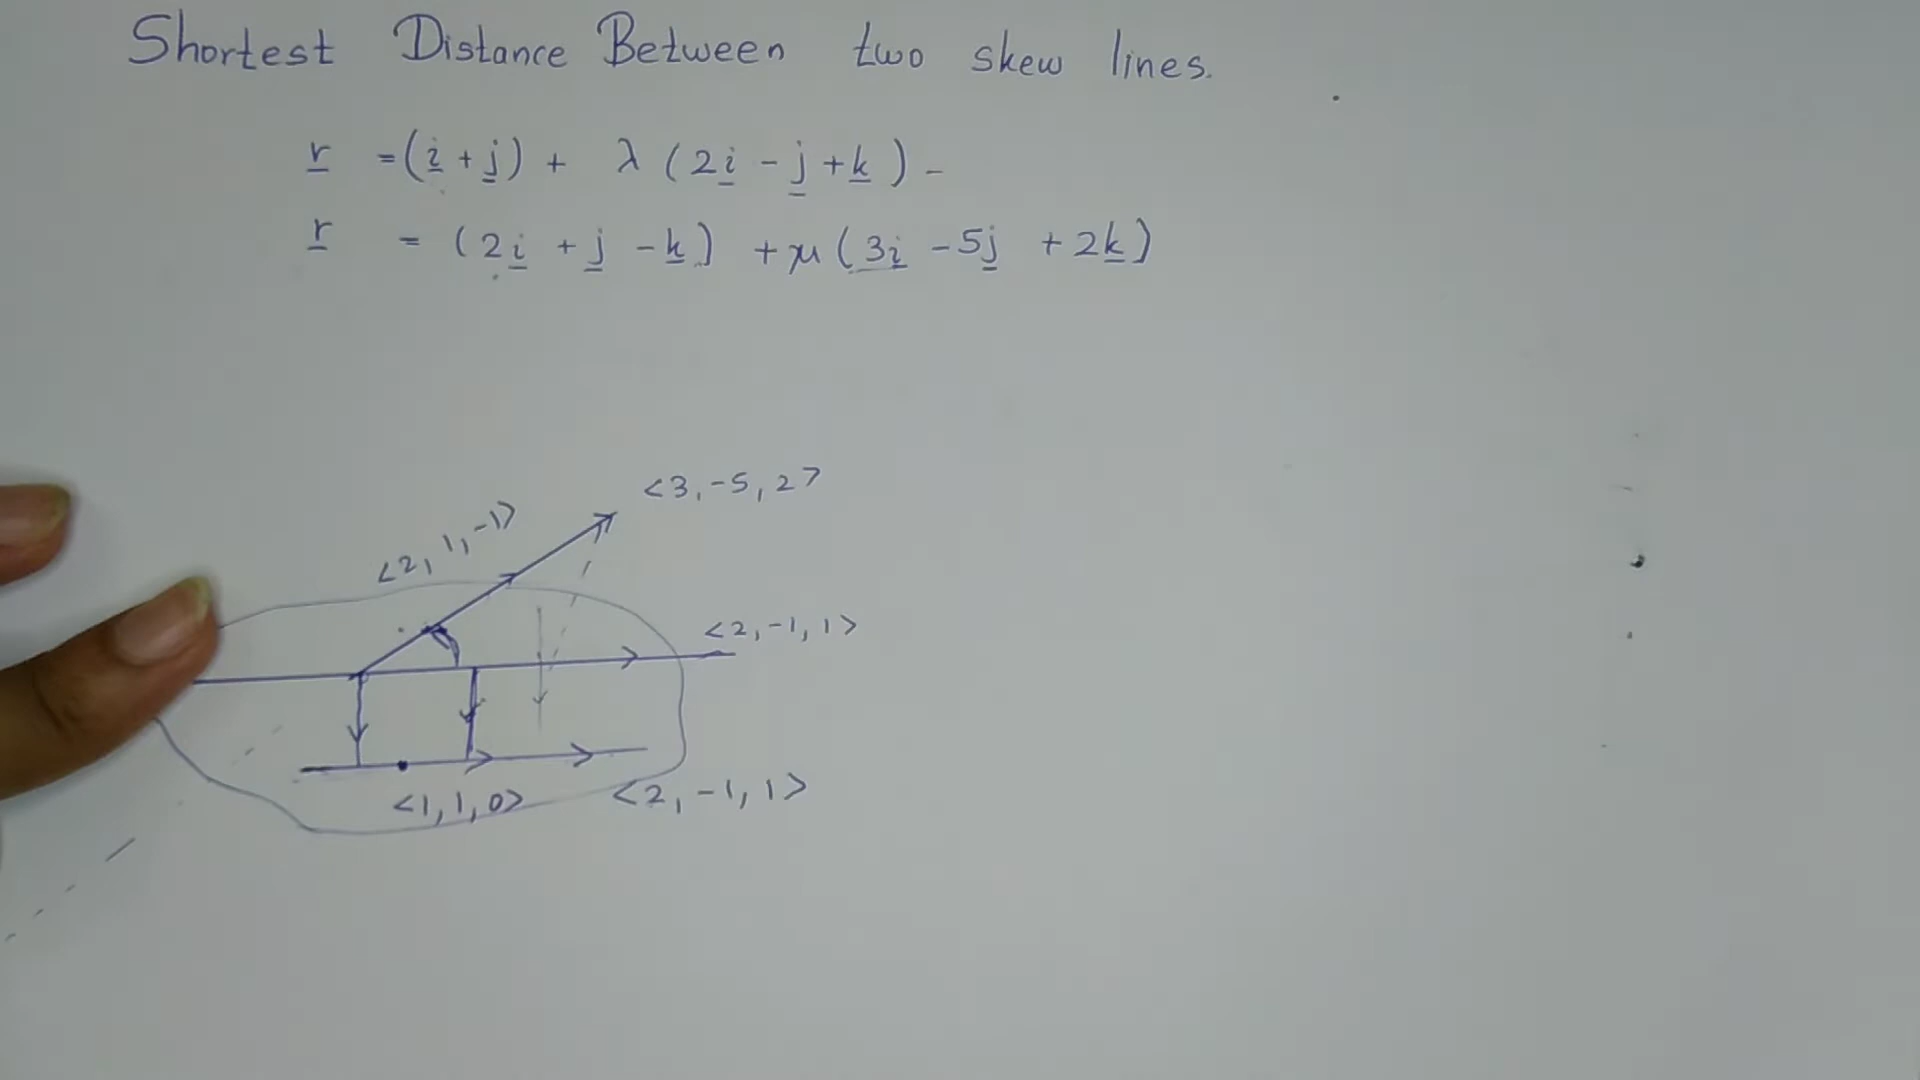 Shortest Distance Between two skew lines.
r = (i + j) + λ (2i - j + k) -
r = (2i + j - k) + μ (3i - 5j + 2k)
<3, -5, 2>
<2, 1, -1>
<2, -1, 1>
<1, 1, 0>
<2, -1, 1>